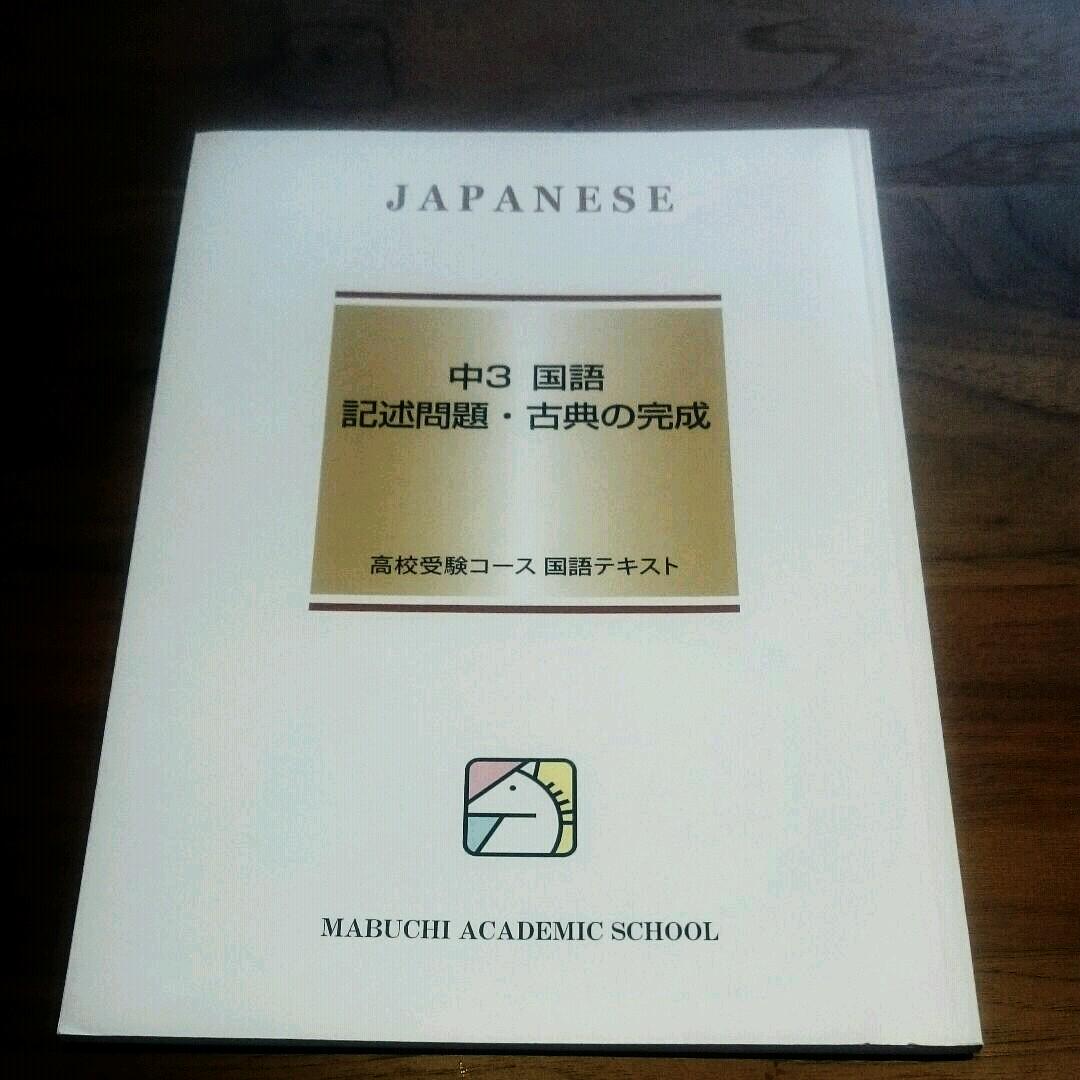 JAPANESE
中3 国語
記述問題・古典の完成
高校受験コース 国語テキスト
MABUCHI ACADEMIC SCHOOL